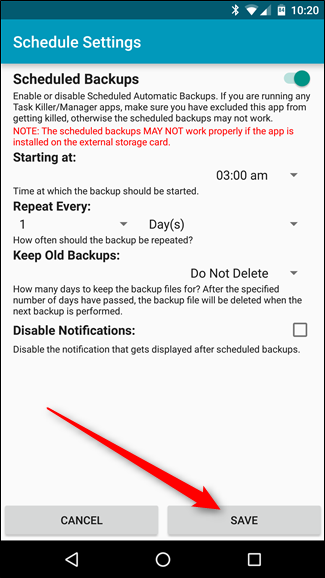 10:20
Schedule Settings
Scheduled Backups
Enable or disable Scheduled Automatic Backups. If you are running any
Task Killer/Manager apps, make sure you have excluded this app from
getting killed, otherwise the scheduled backups may not work.
NOTE: The scheduled backups MAY NOT work properly if the app is
installed on the external storage card.
Starting at:
03:00 am
Time at which the backup should be started.
Repeat Every:
1 Day(s)
How often should the backup be repeated?
Keep Old Backups:
Do Not Delete
How many days to keep the backup files for? After the specified
number of days have passed, the backup file will be deleted when the
next backup is performed.
Disable Notifications:
Disable the notification that gets displayed after scheduled backups.
CANCEL SAVE